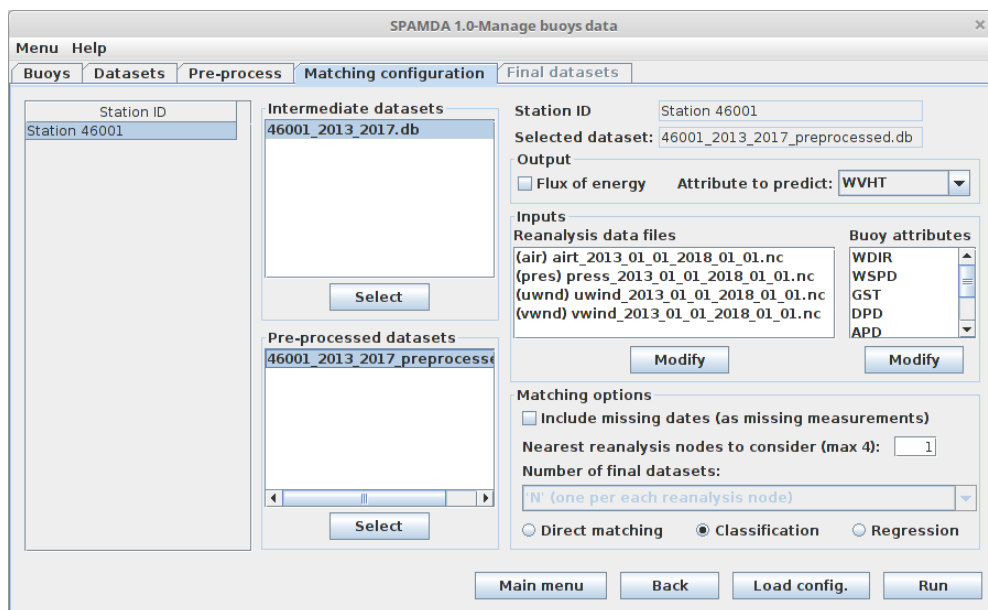 SPAMDA 1.0-Manage buoys data ×
Menu Help
Buoys Datasets Pre-process Matching configuration Final datasets
Station ID
Station 46001
Intermediate datasets
46001_2013_2017.db
Select
Pre-processed datasets
46001_2013_2017_preprocesse
Select
Station ID Station 46001
Selected dataset: 46001_2013_2017_preprocessed.db
Output
Flux of energy Attribute to predict: WVHT
Inputs
Reanalysis data files
(air) airt_2013_01_01_2018_01_01.nc
(pres) press_2013_01_01_2018_01_01.nc
(uwnd) uwind_2013_01_01_2018_01_01.nc
(vwnd) vwind_2013_01_01_2018_01_01.nc
Modify
Buoy attributes
WDIR
WSPD
GST
DPD
APD
Modify
Matching options
Include missing dates (as missing measurements)
Nearest reanalysis nodes to consider (max 4): 1
Number of final datasets:
'N' (one per each reanalysis node)
Direct matching Classification Regression
Main menu Back Load config. Run